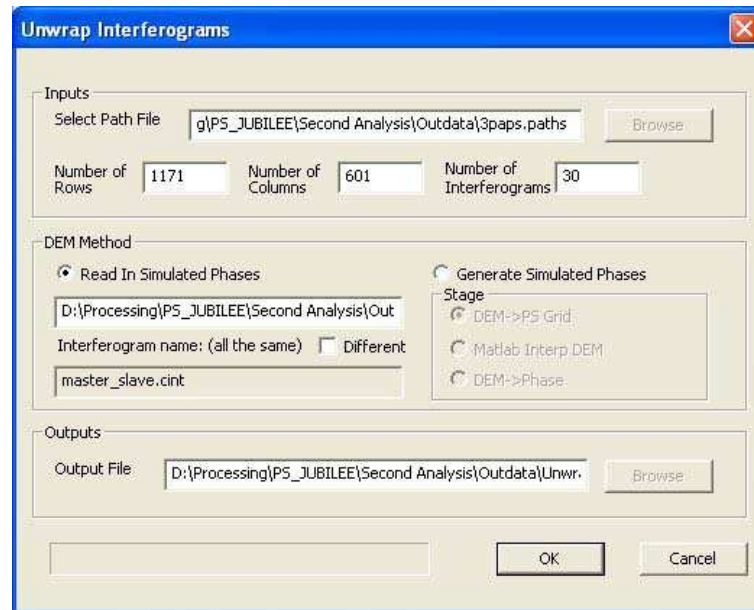 Unwrap Interferograms
Inputs
Select Path File
g\PS_JUBILEE\Second Analysis\Outdata\3paps.paths
Browse
Number of Rows
1171
Number of Columns
601
Number of Interferograms
30
DEM Method
Read In Simulated Phases
Generate Simulated Phases
D:\Processing\PS_JUBILEE\Second Analysis\Out
Stage
DEM->PS Grid
Interferogram name: (all the same)
Different
Matlab Interp DEM
master_slave.cint
DEM->Phase
Outputs
Output File
D:\Processing\PS_JUBILEE\Second Analysis\Outdata\Unwr
Browse
OK
Cancel